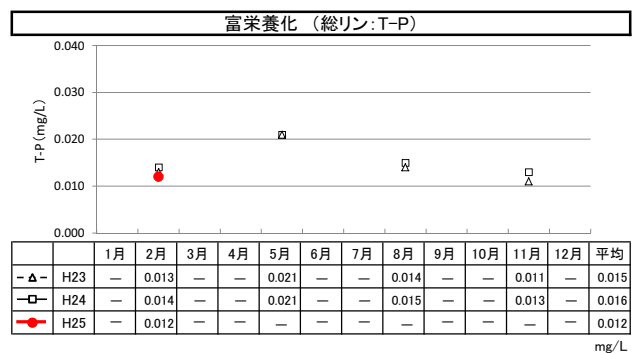 富栄養化 （総リン：T-P）
0.040
0.030
0.020
0.010
0.000
T-P（mg/L）
1月 2月 3月 4月 5月 6月 7月 8月 9月 10月 11月 12月 平均
H23 ― 0.013 ― ― 0.021 ― ― 0.014 ― ― 0.011 ― 0.015
H24 ― 0.014 ― ― 0.021 ― ― 0.015 ― ― 0.013 ― 0.016
H25 ― 0.012 ― ― ― ― ― ― ― ― ― ― 0.012
mg/L